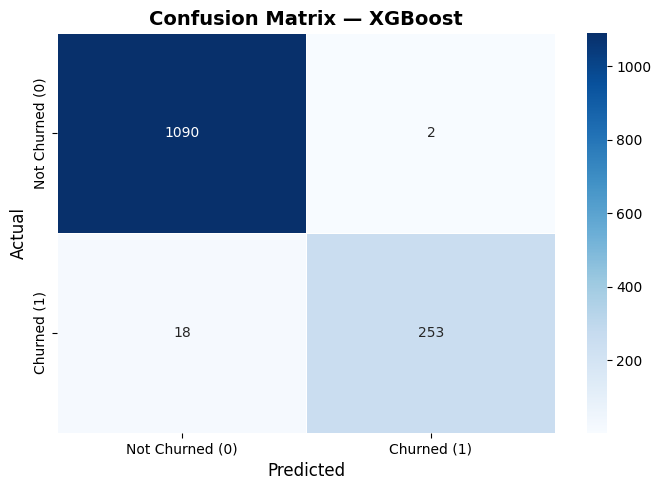 Confusion Matrix — XGBoost
Actual
Not Churned (0)
Churned (1)
1090
2
18
253
Not Churned (0)
Churned (1)
Predicted
1000
800
600
400
200